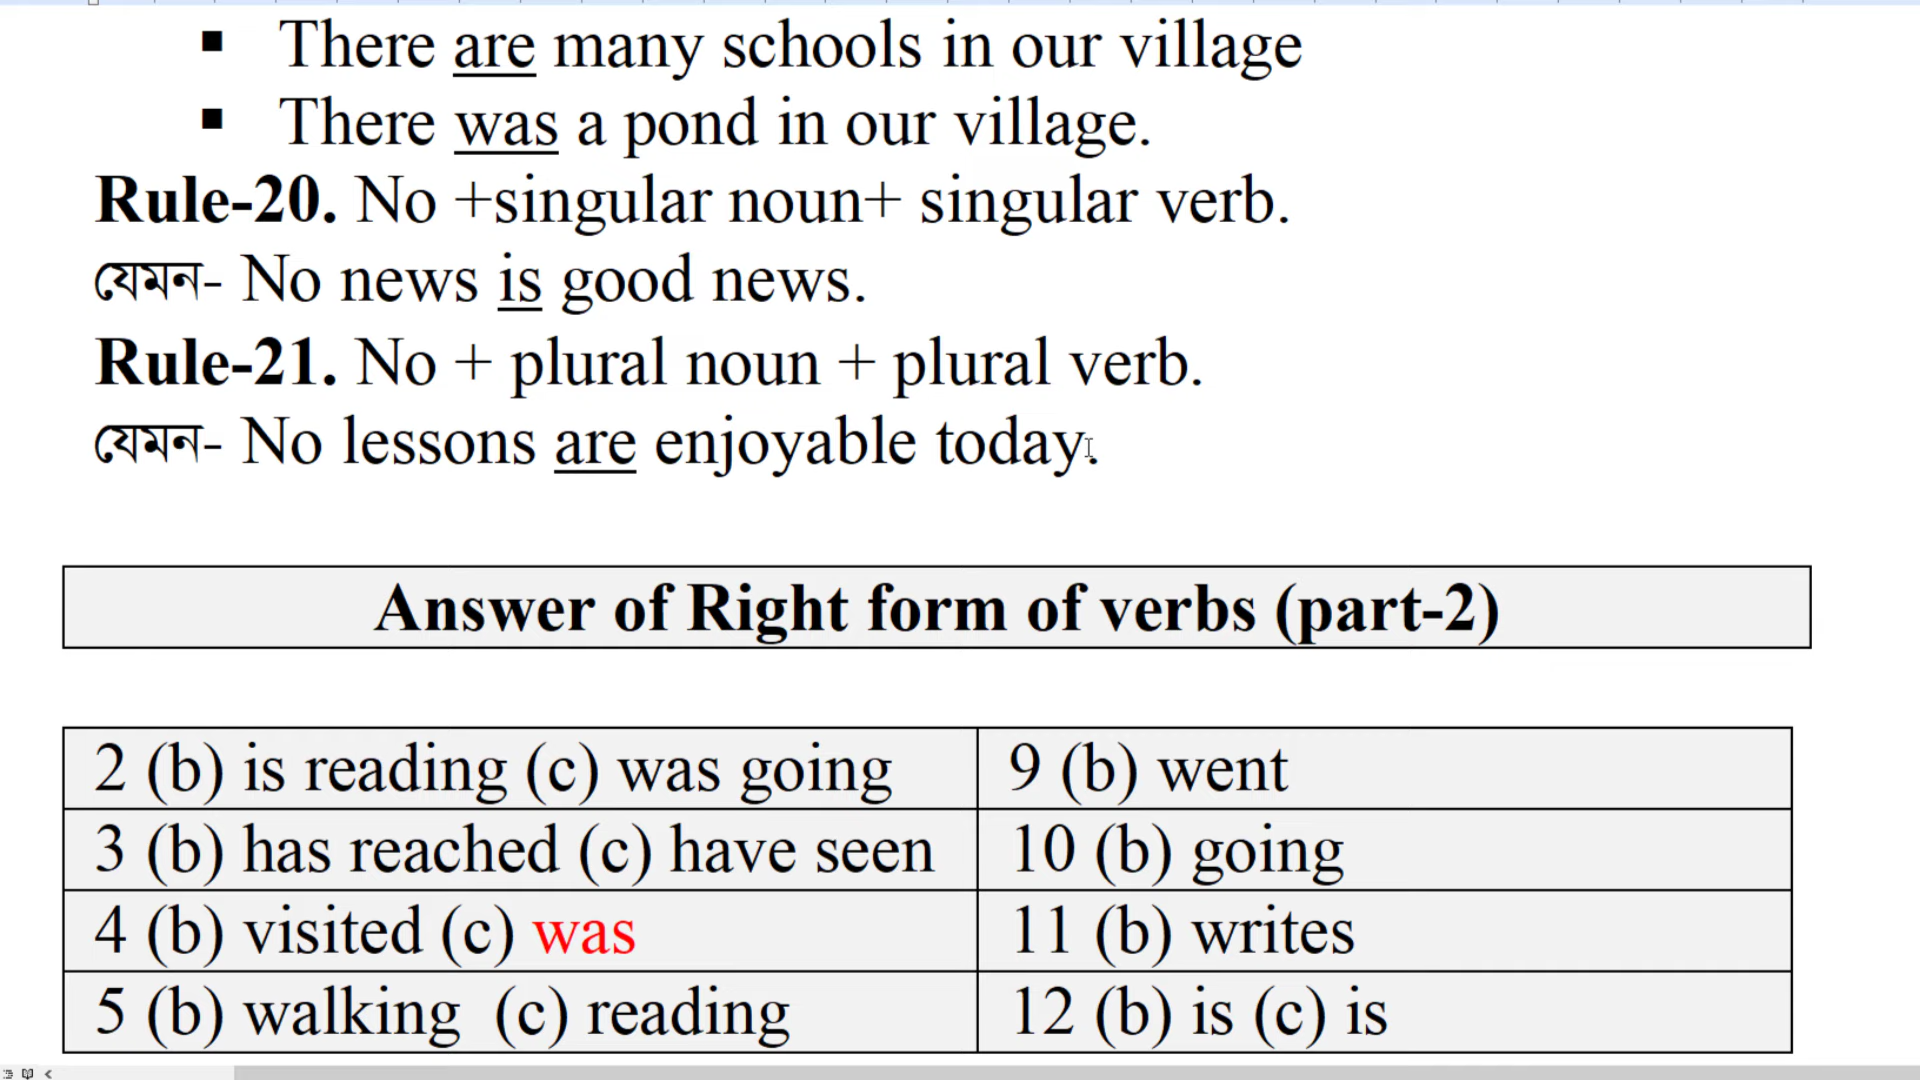 ▪ There are many schools in our village
▪ There was a pond in our village.
Rule-20. No +singular noun+ singular verb.
যেমন- No news is good news.
Rule-21. No + plural noun + plural verb.
যেমন- No lessons are enjoyable today.
Answer of Right form of verbs (part-2)
2 (b) is reading (c) was going
9 (b) went
3 (b) has reached (c) have seen
10 (b) going
4 (b) visited (c) was
11 (b) writes
5 (b) walking (c) reading
12 (b) is (c) is